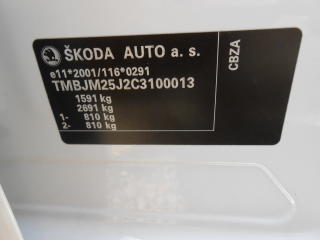 ŠKODA AUTO a. s.
e11*2001/116*0291
TMBJM25J2C3100013
1591 kg
2691 kg
1- 810 kg
2- 810 kg
CBZA